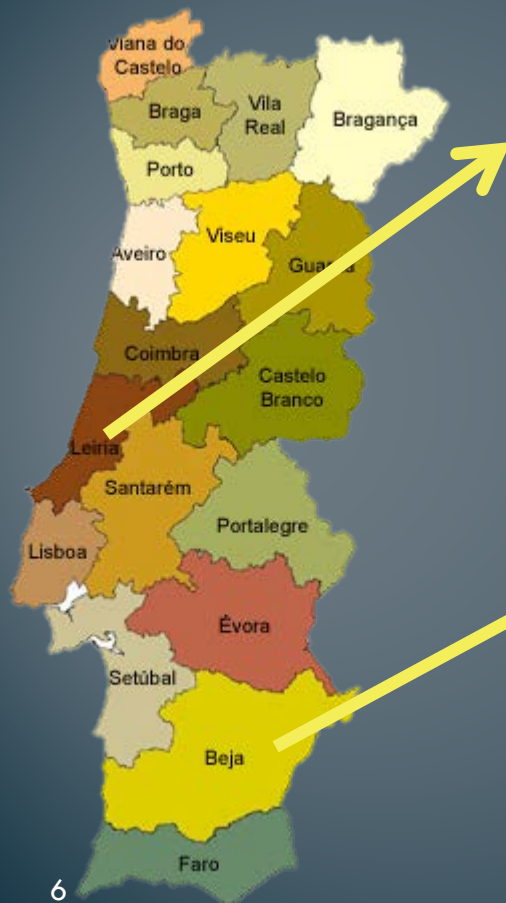 Viana do
Castelo
Braga
Vila
Real
Bragança
Porto
Aveiro
Viseu
Guarda
Coimbra
Castelo
Branco
Leiria
Santarém
Portalegre
Lisboa
Évora
Setúbal
Beja
Faro
6